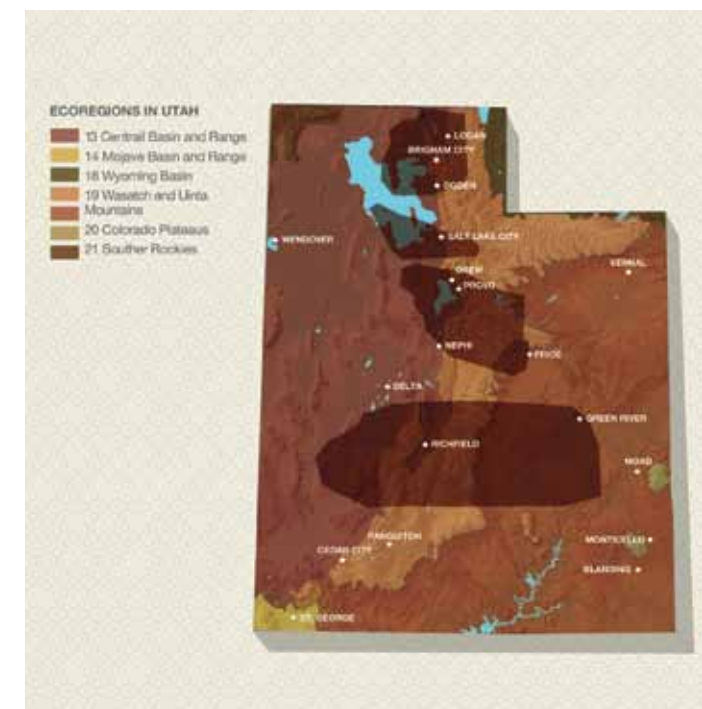 ECOREGIONS IN UTAH
13 Central Basin and Range
14 Mojave Basin and Range
18 Wyoming Basin
19 Wasatch and Uinta
Mountains
20 Colorado Plateaus
21 Souther Rockies
LOGAN
BRIGHAM CITY
OGDEN
SALT LAKE CITY
WENDOVER
VERNAL
OREM
PROVO
NEPHI
PRICE
DELTA
GREEN RIVER
RICHFIELD
MOAB
PANGUITCH
MONTICELLO
CEDAR CITY
BLANDING
ST. GEORGE